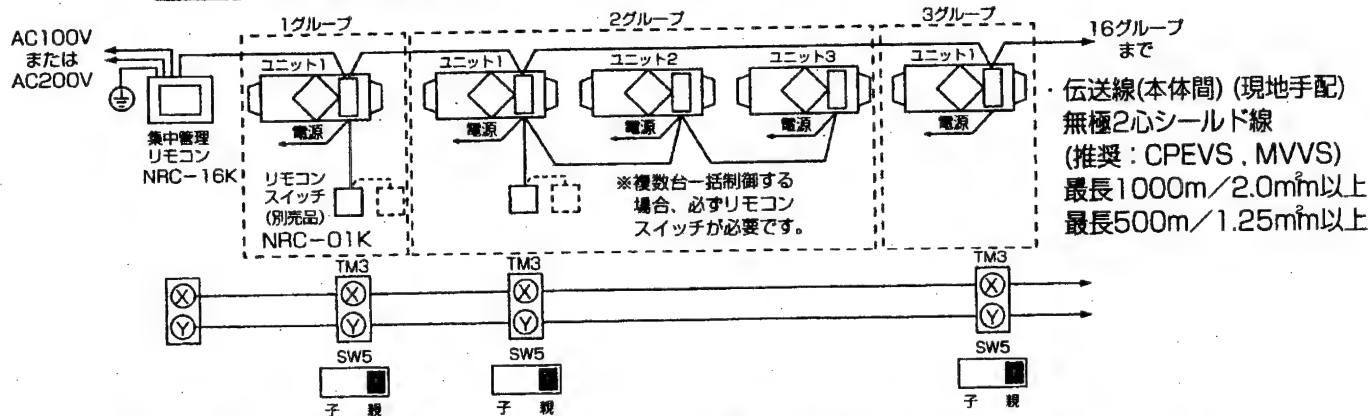 AC100V
または
AC200V
集中管理
リモコン
NRC-16K
1グループ
ユニット1
電源
リモコン
スイッチ
(別売品)
NRC-01K
2グループ
ユニット1
電源
ユニット2
電源
ユニット3
電源
※複数台一括制御する
場合、必ずリモコン
スイッチが必要です。
3グループ
ユニット1
電源
16グループ
まで
・伝送線(本体間) (現地手配)
無極2心シールド線
(推奨:CPEVS、MVVS)
最長1000m/2.0mm²以上
最長500m/1.25mm²以上
X
Y
TM3
X
Y
SW5
子 親
TM3
X
Y
SW5
子 親
TM3
X
Y
SW5
子 親